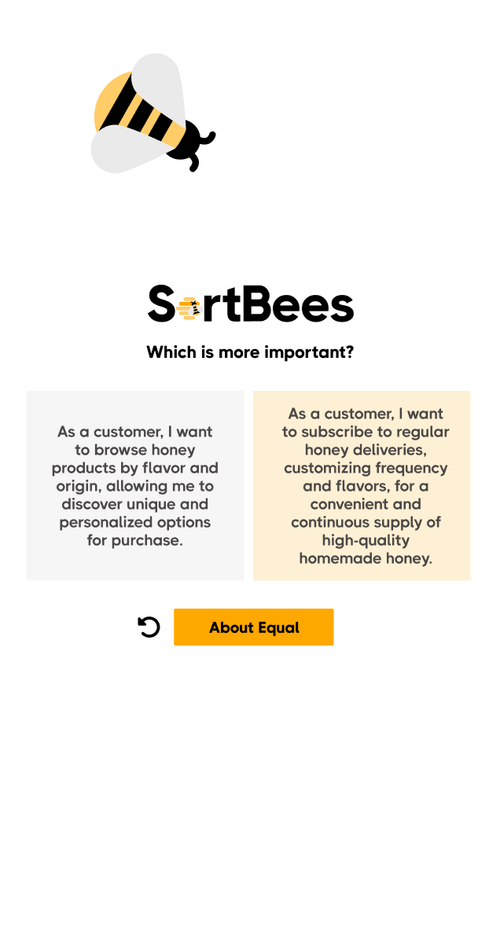 SortBees
Which is more important?
As a customer, I want
to browse honey
products by flavor and
origin, allowing me to
discover unique and
personalized options
for purchase.
As a customer, I want
to subscribe to regular
honey deliveries,
customizing frequency
and flavors, for a
convenient and
continuous supply of
high-quality
homemade honey.
About Equal